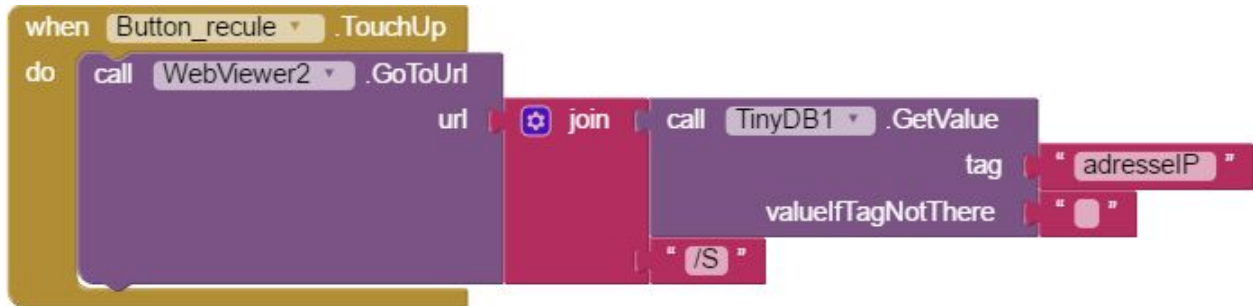 when Button_recule .TouchUp
do call WebViewer2 .GoToUrl
url join call TinyDB1 .GetValue
tag " adresseIP "
valueIfTagNotThere " "
" /S "